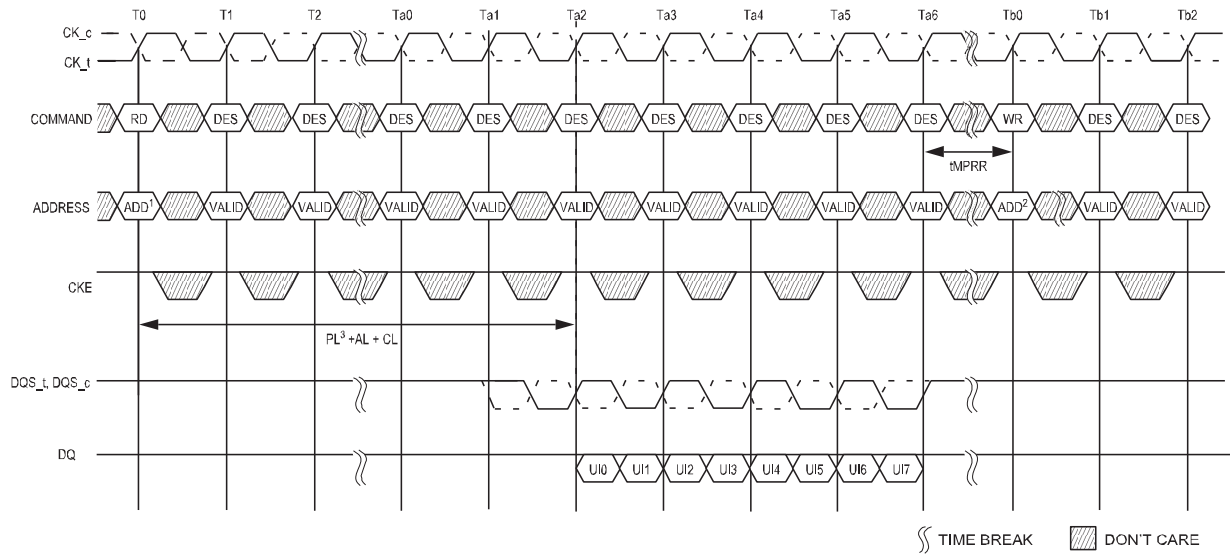 T0 T1 T2 Ta0 Ta1 Ta2 Ta3 Ta4 Ta5 Ta6 Tb0 Tb1 Tb2
CK_c
CK_t
COMMAND RD DES DES DES DES DES DES DES DES DES WR DES DES
tMPRR
ADDRESS ADD¹ VALID VALID VALID VALID VALID VALID VALID VALID VALID ADD² VALID VALID
CKE
PL³ +AL + CL
DQS_t, DQS_c
DQ
UI0 UI1 UI2 UI3 UI4 UI5 UI6 UI7
TIME BREAK DON'T CARE